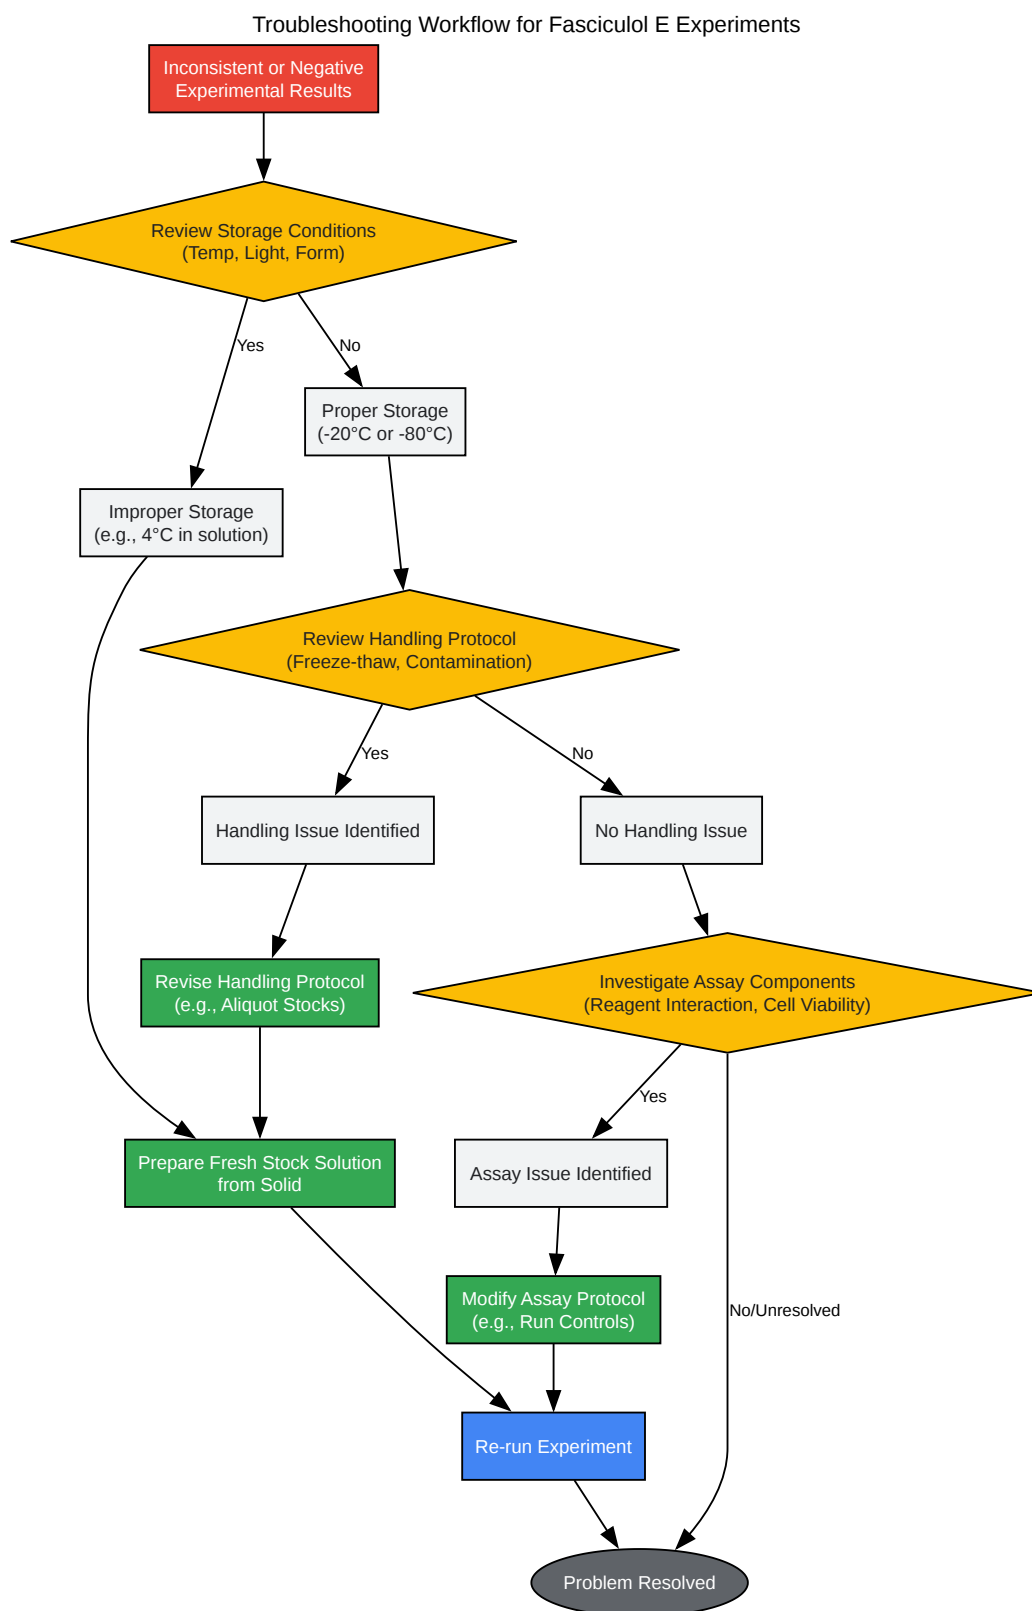 Troubleshooting Workflow for Fasciculol E Experiments
Inconsistent or Negative
Experimental Results
Review Storage Conditions
(Temp, Light, Form)
Yes
No
Proper Storage
(-20°C or -80°C)
Improper Storage
(e.g., 4°C in solution)
Review Handling Protocol
(Freeze-thaw, Contamination)
Yes
No
Handling Issue Identified
No Handling Issue
Revise Handling Protocol
(e.g., Aliquot Stocks)
Investigate Assay Components
(Reagent Interaction, Cell Viability)
Yes
Prepare Fresh Stock Solution
from Solid
Assay Issue Identified
Modify Assay Protocol
(e.g., Run Controls)
No/Unresolved
Re-run Experiment
Problem Resolved